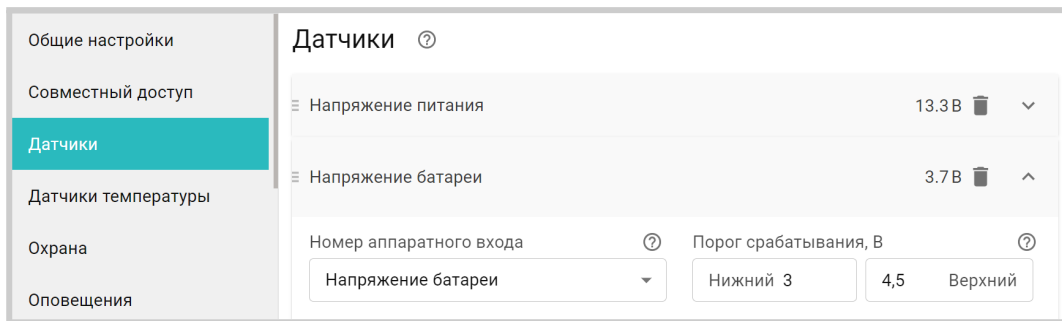 Общие настройки
Совместный доступ
Датчики
Датчики температуры
Охрана
Оповещения
Датчики
Напряжение питания 13.3 В
Напряжение батареи 3.7 В
Номер аппаратного входа Порог срабатывания, В
Напряжение батареи Нижний 3 4,5 Верхний